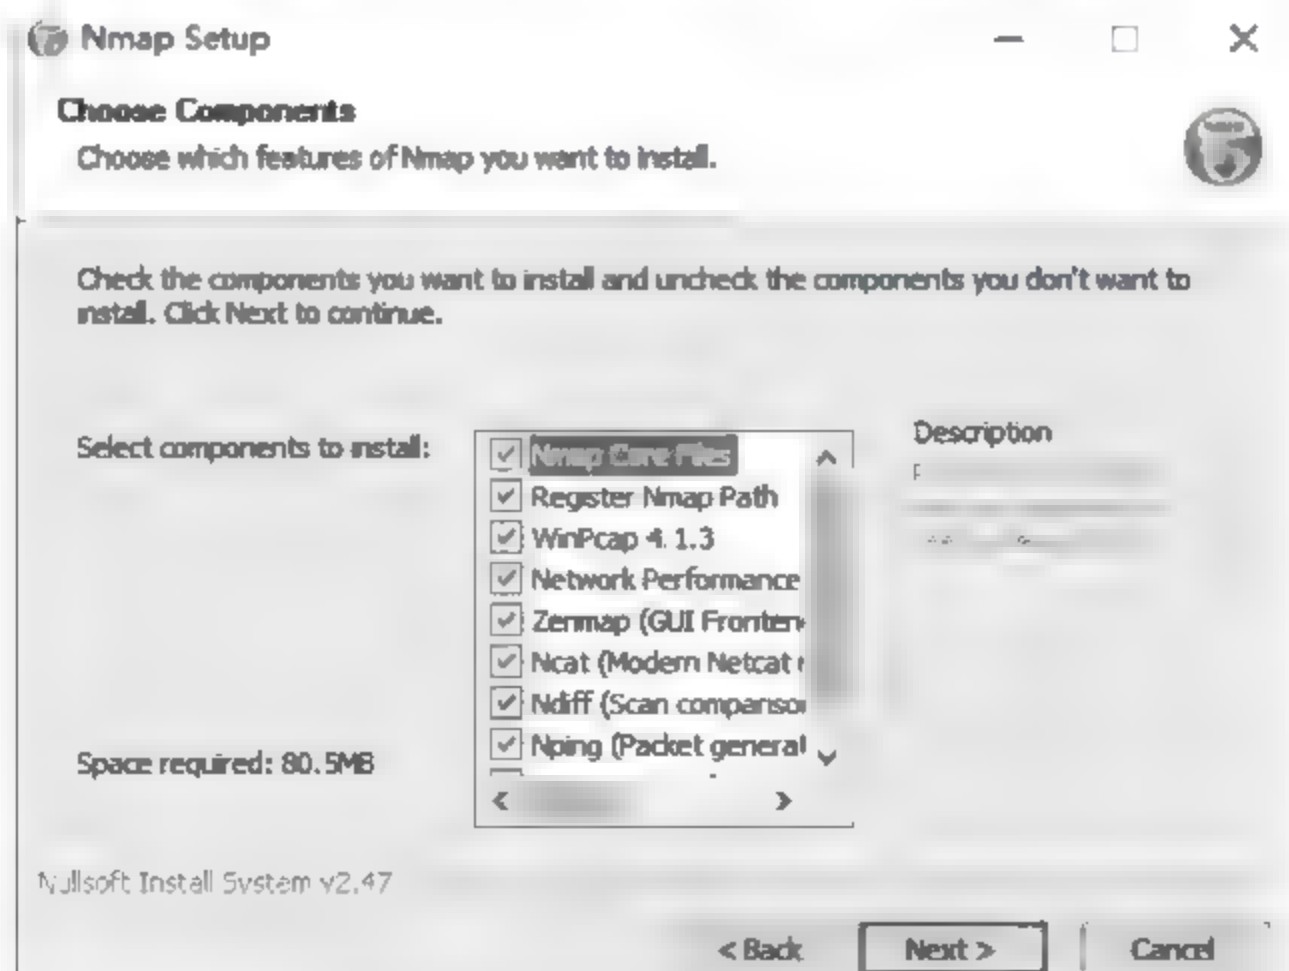 Nmap Setup
Choose Components
Choose which features of Nmap you want to install.
Check the components you want to install and uncheck the components you don't want to
install. Click Next to continue.
Select components to install:
Nmap Core Files
Register Nmap Path
WinPcap 4.1.3
Network Performance
Zenmap (GUI Fronten
Ncat (Modern Netcat r
Ndiff (Scan comparisor
Nping (Packet generat
Description
Space required: 80.5MB
Nullsoft Install System v2.47
< Back
Next >
Cancel